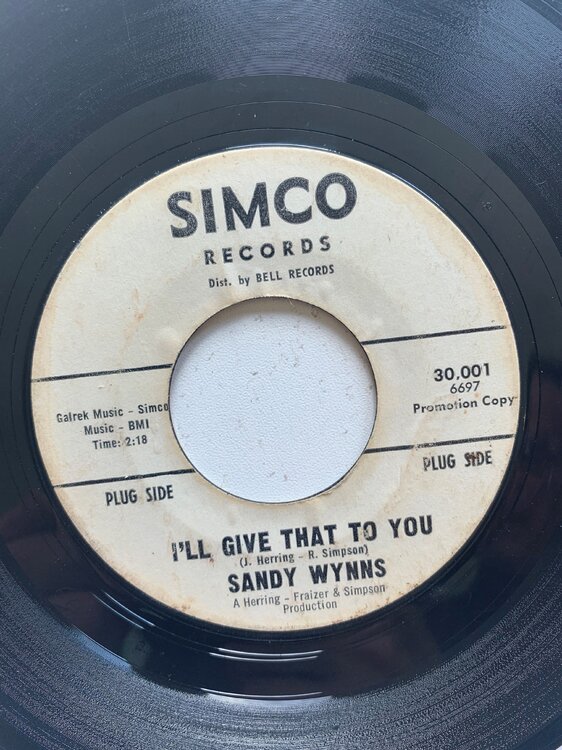 SIMCO
RECORDS
Dist. by BELL RECORDS
30,001
6697
Promotion Copy
Galrek Music - Simco
Music - BMI
Time: 2:18
PLUG SIDE
PLUG SIDE
I'LL GIVE THAT TO YOU
(J. Herring - R. Simpson)
SANDY WYNNS
A Herring - Fraizer & Simpson
Production